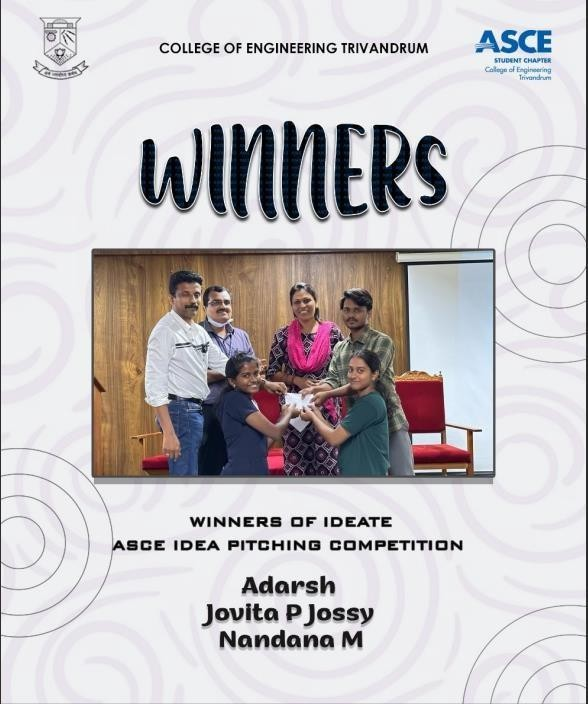 COLLEGE OF ENGINEERING TRIVANDRUM
ASCE
STUDENT CHAPTER
College of Engineering
Trivandrum
WINNERS
WINNERS OF IDEATE
ASCE IDEA PITCHING COMPETITION
Adarsh
Jovita P Jossy
Nandana M